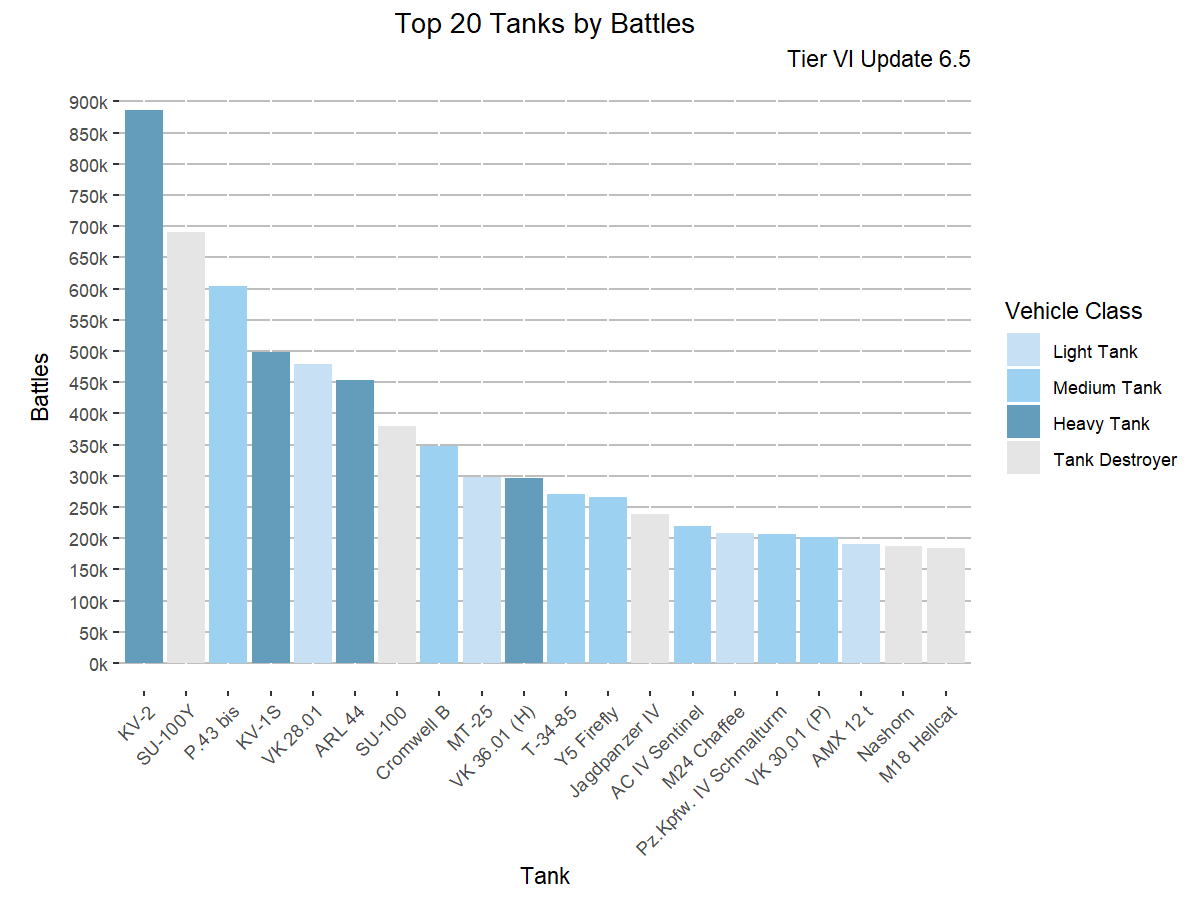 Top 20 Tanks by Battles
Tier VI Update 6.5
900k
850k
800k
750k
700k
650k
600k
550k
500k
450k
400k
350k
300k
250k
200k
150k
100k
50k
0k
Battles
KV-2
SU-100Y
P.43 bis
KV-1S
VK 28.01
ARL 44
SU-100
Cromwell B
MT-25
VK 36.01 (H)
T-34-85
Y5 Firefly
Jagdpanzer IV
AC IV Sentinel
M24 Chaffee
Pz.Kpfw. IV Schmalturm
VK 30.01 (P)
AMX 12 t
Nashorn
M18 Hellcat
Tank
Vehicle Class
Light Tank
Medium Tank
Heavy Tank
Tank Destroyer